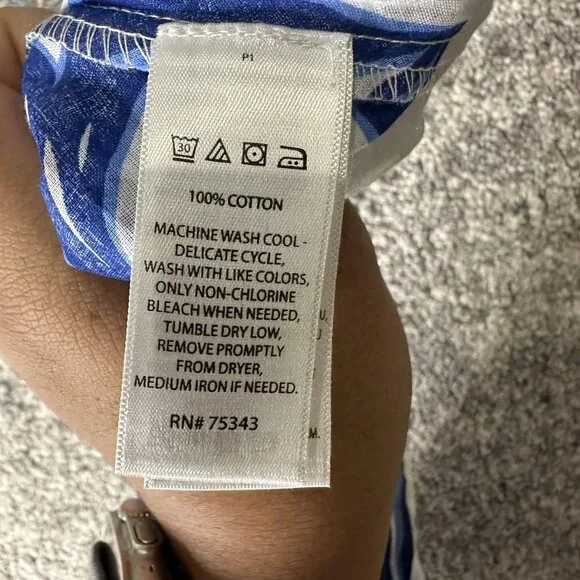 P1
30
100% COTTON
MACHINE WASH COOL -
DELICATE CYCLE,
WASH WITH LIKE COLORS,
ONLY NON-CHLORINE
BLEACH WHEN NEEDED,
TUMBLE DRY LOW,
REMOVE PROMPTLY
FROM DRYER,
MEDIUM IRON IF NEEDED.
RN# 75343